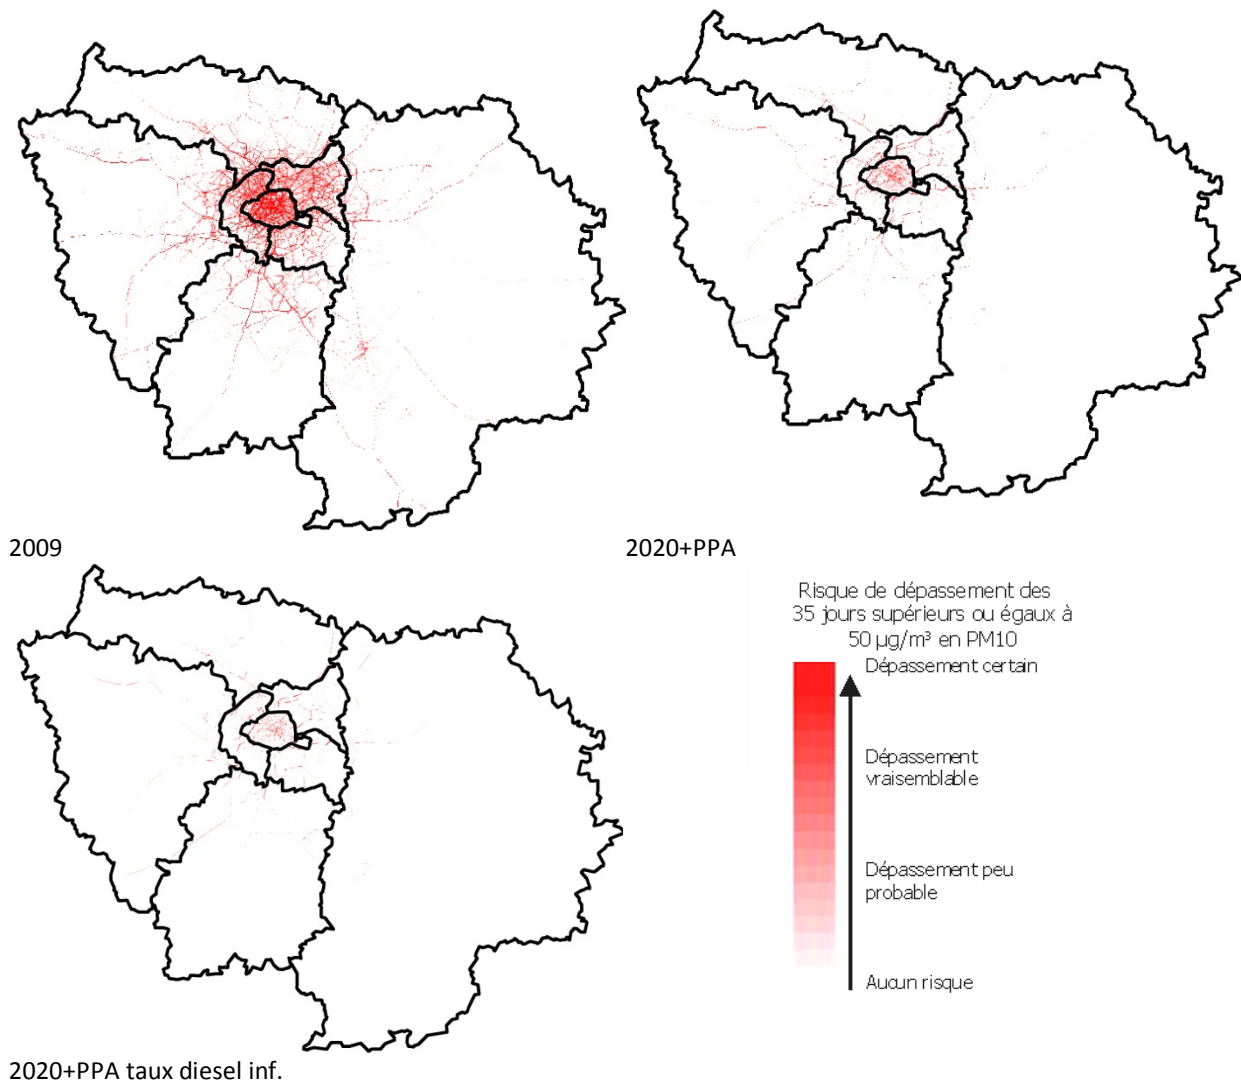 2009
2020+PPA
Risque de dépassement des
35 jours supérieurs ou égaux à
50 µg/m³ en PM10
Dépassement certain
Dépassement
vraisemblable
Dépassement peu
probable
Aucun risque
2020+PPA taux diesel inf.